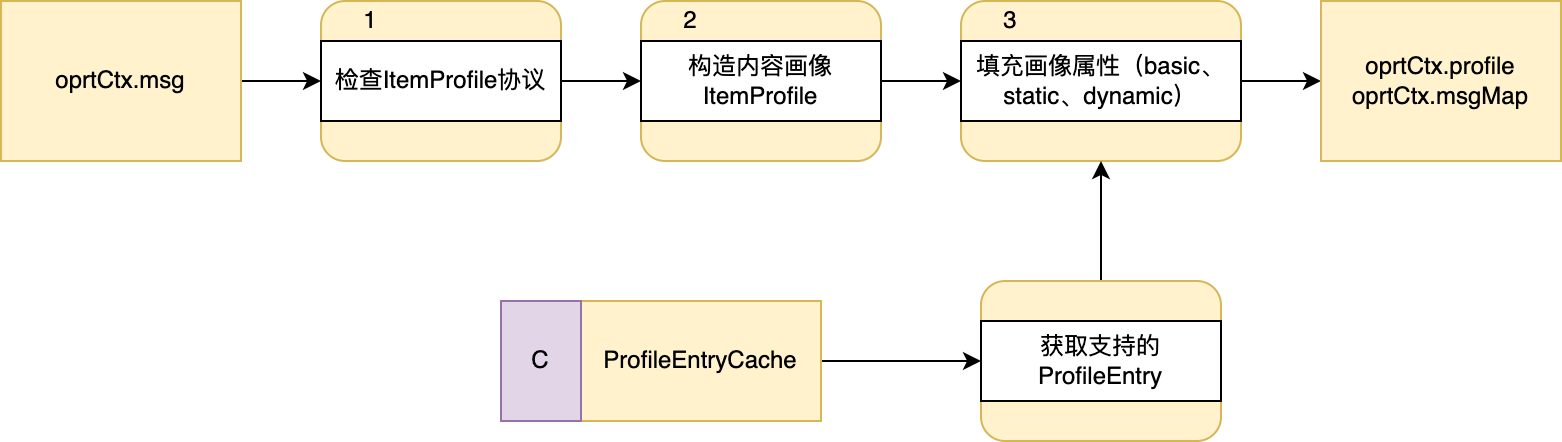 oprtCtx.msg
1
检查ItemProfile协议
2
构造内容画像
ItemProfile
3
填充画像属性（basic、
static、dynamic）
oprtCtx.profile
oprtCtx.msgMap
C
ProfileEntryCache
获取支持的
ProfileEntry